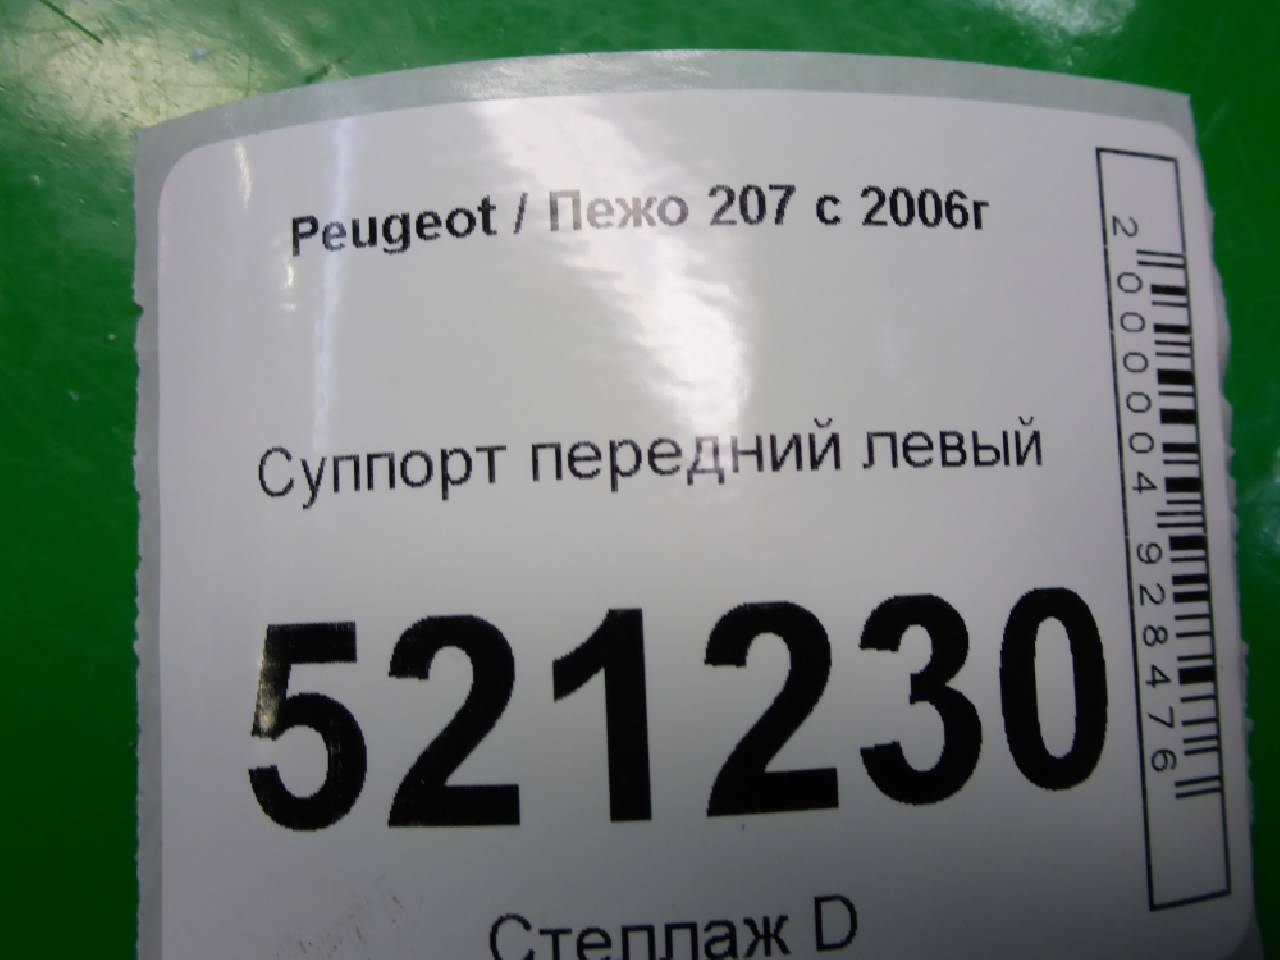 Peugeot / Пежо 207 с 2006г
Суппорт передний левый
521230
Стеллаж D
2000004928476